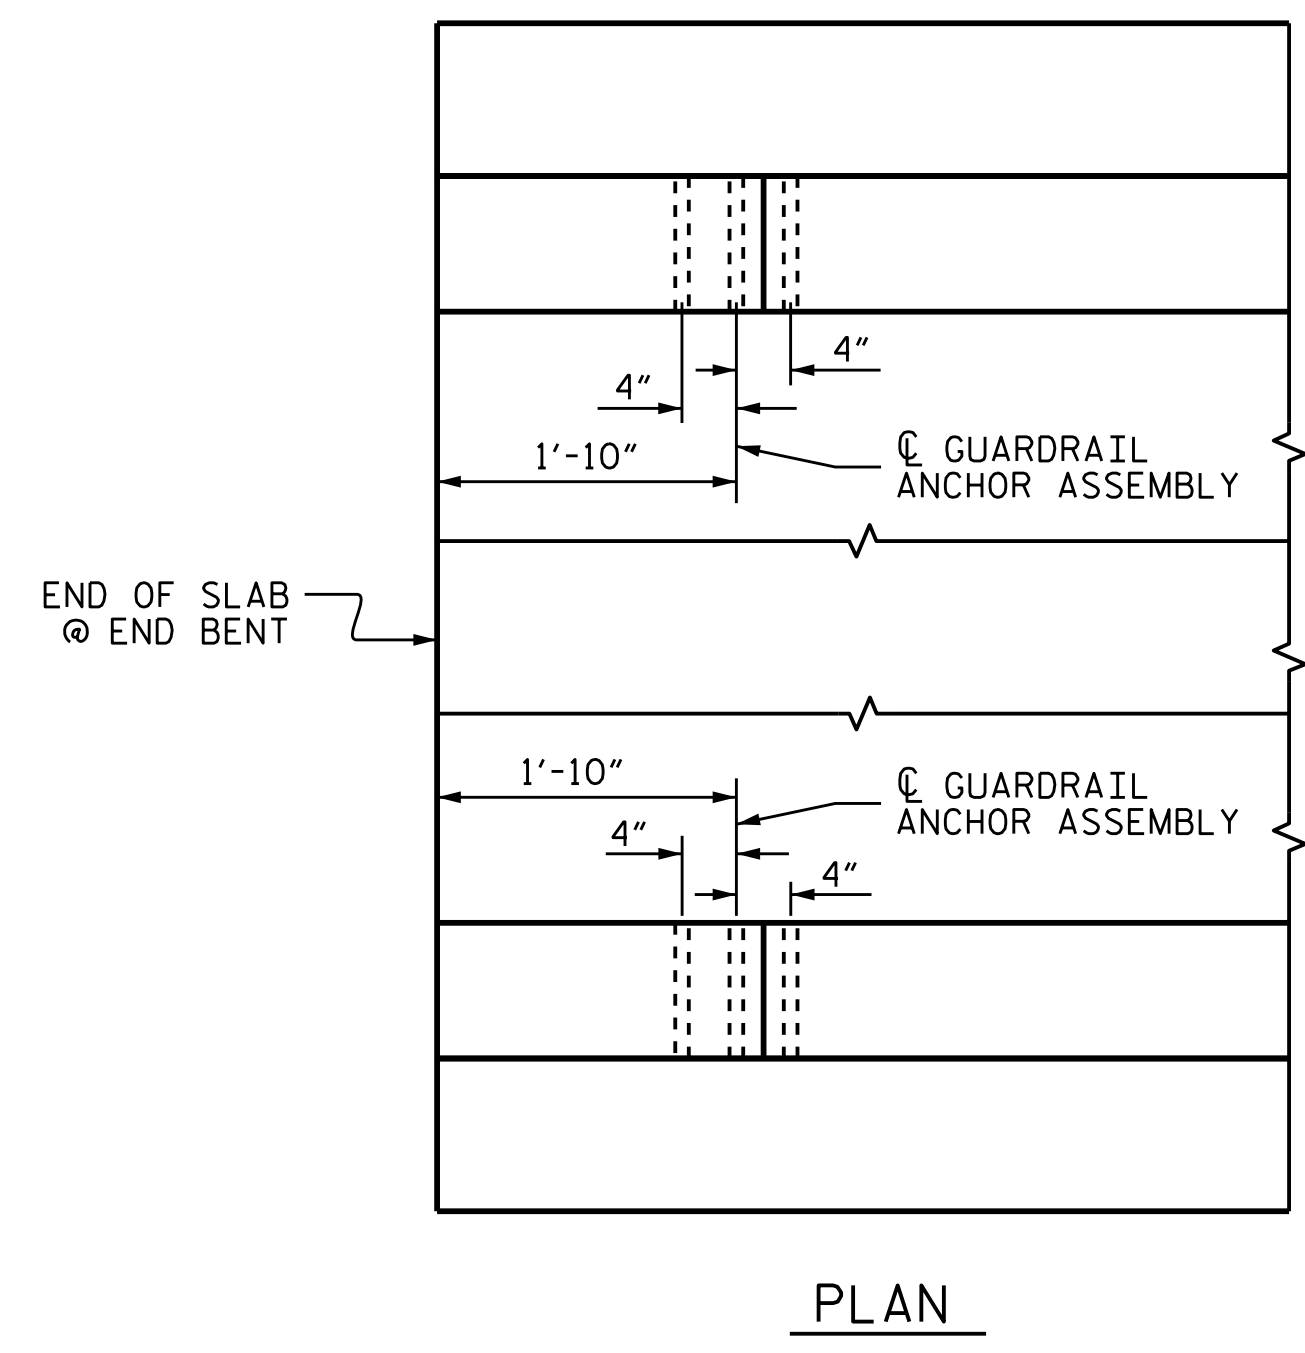 4"
4"
1'-10"
℄ GUARDRAIL
ANCHOR ASSEMBLY
END OF SLAB
@ END BENT
1'-10"
℄ GUARDRAIL
ANCHOR ASSEMBLY
4"
4"
PLAN